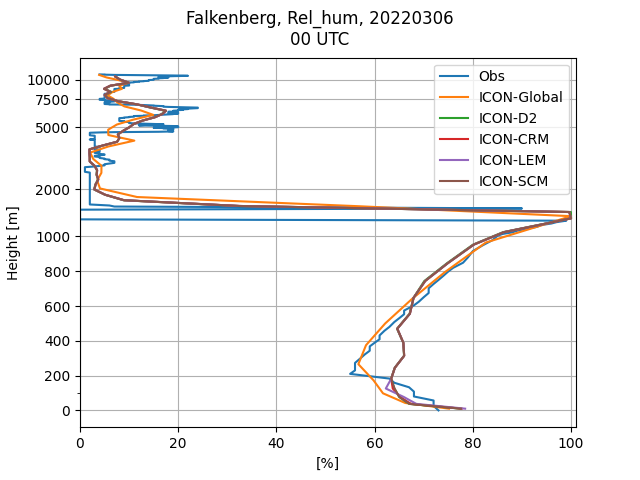 Falkenberg, Rel_hum, 20220306
00 UTC
Obs
ICON-Global
ICON-D2
ICON-CRM
ICON-LEM
ICON-SCM
10000
7500
5000
2000
1000
800
600
400
200
0
Height [m]
0 20 40 60 80 100
[%]